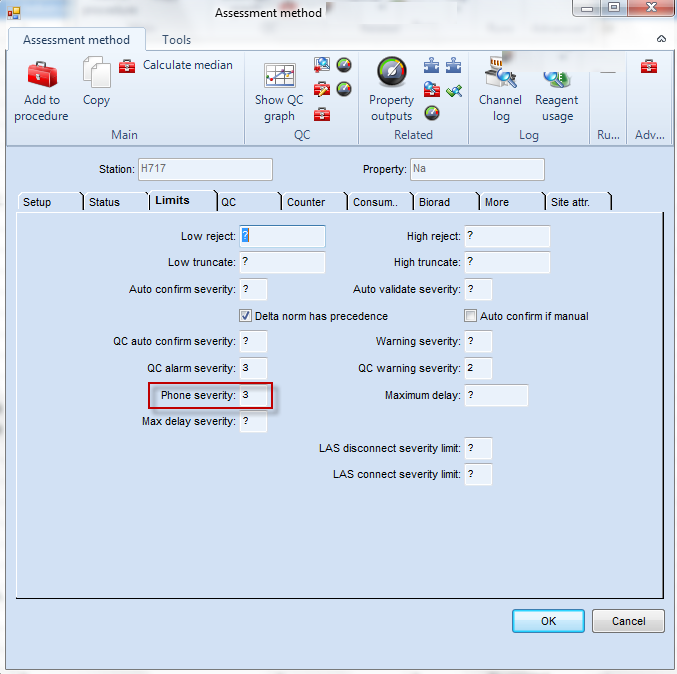 Assessment method
Assessment method Tools
Add to procedure
Copy
Calculate median
Main
Show QC graph
QC
Property outputs
Related
Channel log
Reagent usage
Log
Ru...
Adv...
Station: H717 Property: Na
Setup Status Limits QC Counter Consum.. Biorad More Site attr.
Low reject: ? High reject: ?
Low truncate: ? High truncate: ?
Auto confirm severity: ? Auto validate severity: ?
Delta norm has precedence Auto confirm if manual
QC auto confirm severity: ? Warning severity: ?
QC alarm severity: 3 QC warning severity: 2
Phone severity: 3 Maximum delay: ?
Max delay severity: ?
LAS disconnect severity limit: ?
LAS connect severity limit: ?
OK Cancel